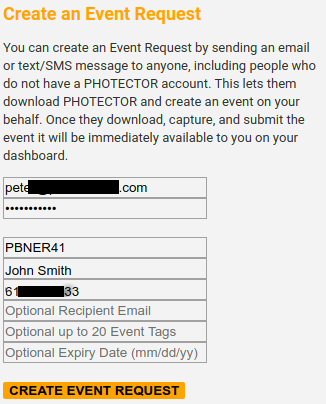 Create an Event Request
You can create an Event Request by sending an email
or text/SMS message to anyone, including people who
do not have a PHOTECTOR account. This lets them
download PHOTECTOR and create an event on your
behalf. Once they download, capture, and submit the
event it will be immediately available to you on your
dashboard.
pete .com
•••••••••••
PBNER41
John Smith
61 33
Optional Recipient Email
Optional up to 20 Event Tags
Optional Expiry Date (mm/dd/yy)
CREATE EVENT REQUEST